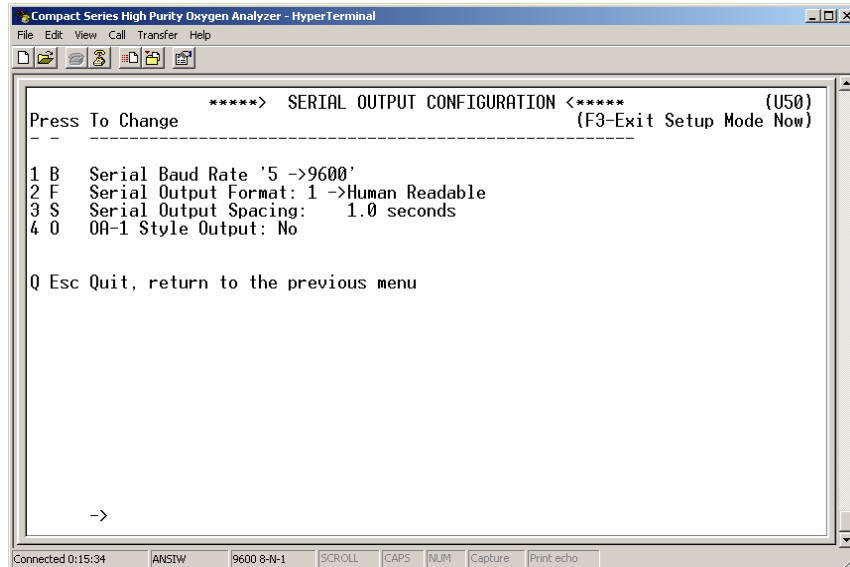 Compact Series High Purity Oxygen Analyzer - HyperTerminal
File Edit View Call Transfer Help
*****> SERIAL OUTPUT CONFIGURATION <***** (U50)
Press To Change (F3-Exit Setup Mode Now)
- - --------------------------------------------------------------
1 B Serial Baud Rate '5 ->9600'
2 F Serial Output Format: 1 ->Human Readable
3 S Serial Output Spacing: 1.0 seconds
4 O OA-1 Style Output: No
Q Esc Quit, return to the previous menu
->
Connected 0:15:34 ANSIW 9600 8-N-1 SCROLL CAPS NUM Capture Print echo